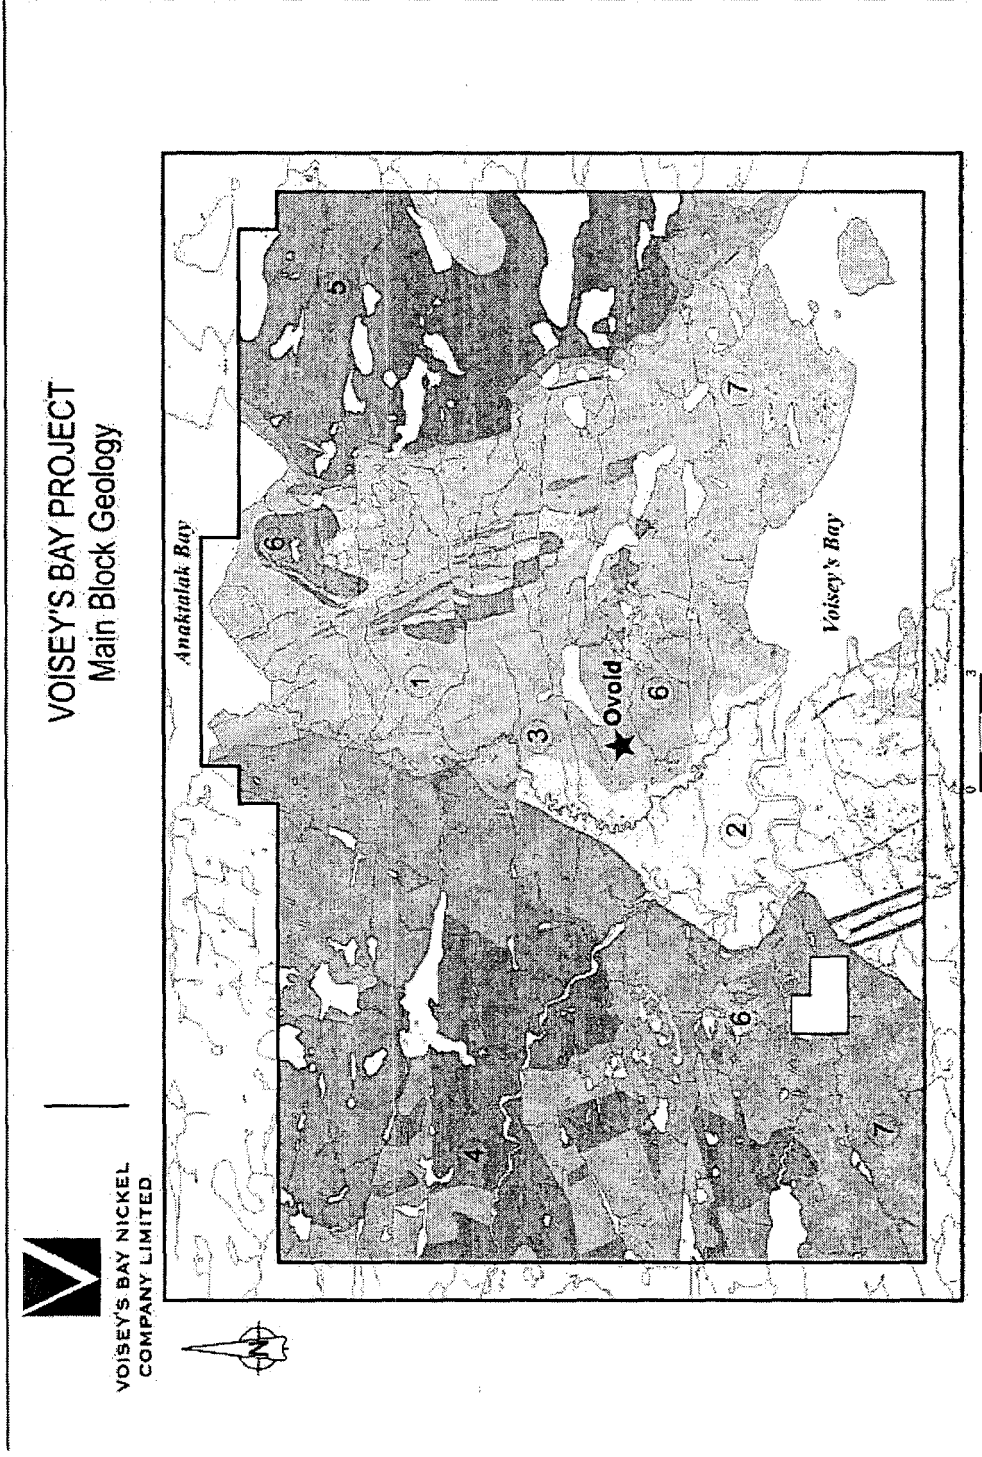 VOISEY'S BAY PROJECT
Main Block Geology
VOISEY'S BAY NICKEL
COMPANY LIMITED
N
Anaktalak Bay
5
6
1
3
Ovoid
6
7
4
2
6
7
Voisey's Bay
0 3